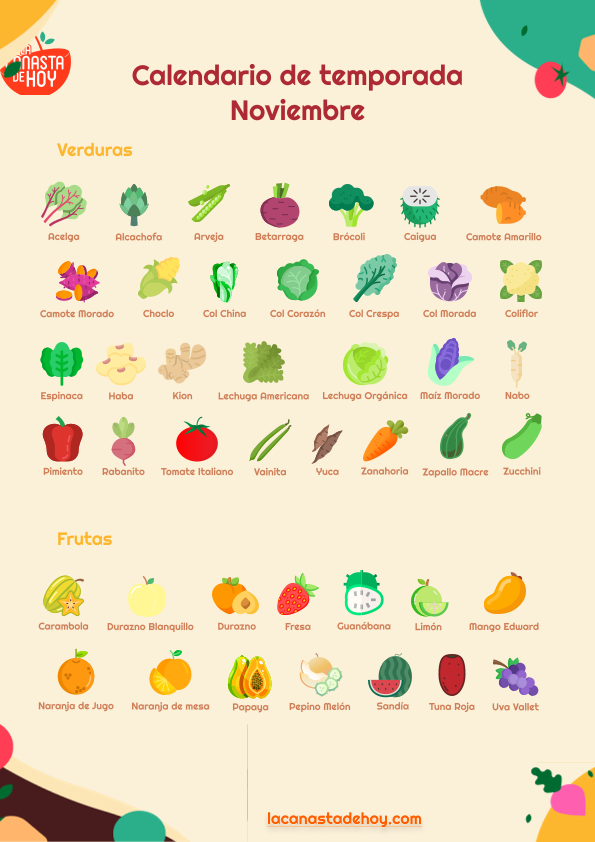 LA
CANASTA
DE HOY
Calendario de temporada
Noviembre
Verduras
Acelga Alcachofa Arveja Betarraga Brócoli Caigua Camote Amarillo
Camote Morado Choclo Col China Col Corazón Col Crespa Col Morada Coliflor
Espinaca Haba Kion Lechuga Americana Lechuga Orgánica Maíz Morado Nabo
Pimiento Rabanito Tomate Italiano Vainita Yuca Zanahoria Zapallo Macre Zucchini
Frutas
Carambola Durazno Blanquillo Durazno Fresa Guanábana Limón Mango Edward
Naranja de Jugo Naranja de mesa Papaya Pepino Melón Sandía Tuna Roja Uva Vallet
lacanastadehoy.com